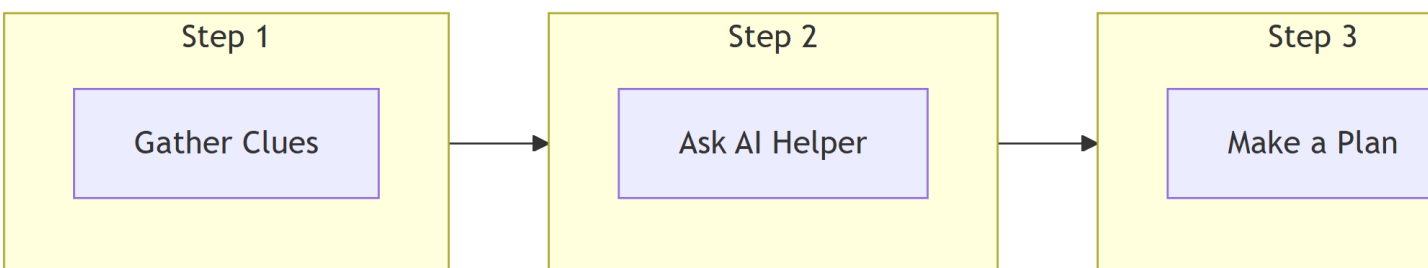 Step 1
Gather Clues
Step 2
Ask AI Helper
Step 3
Make a Plan